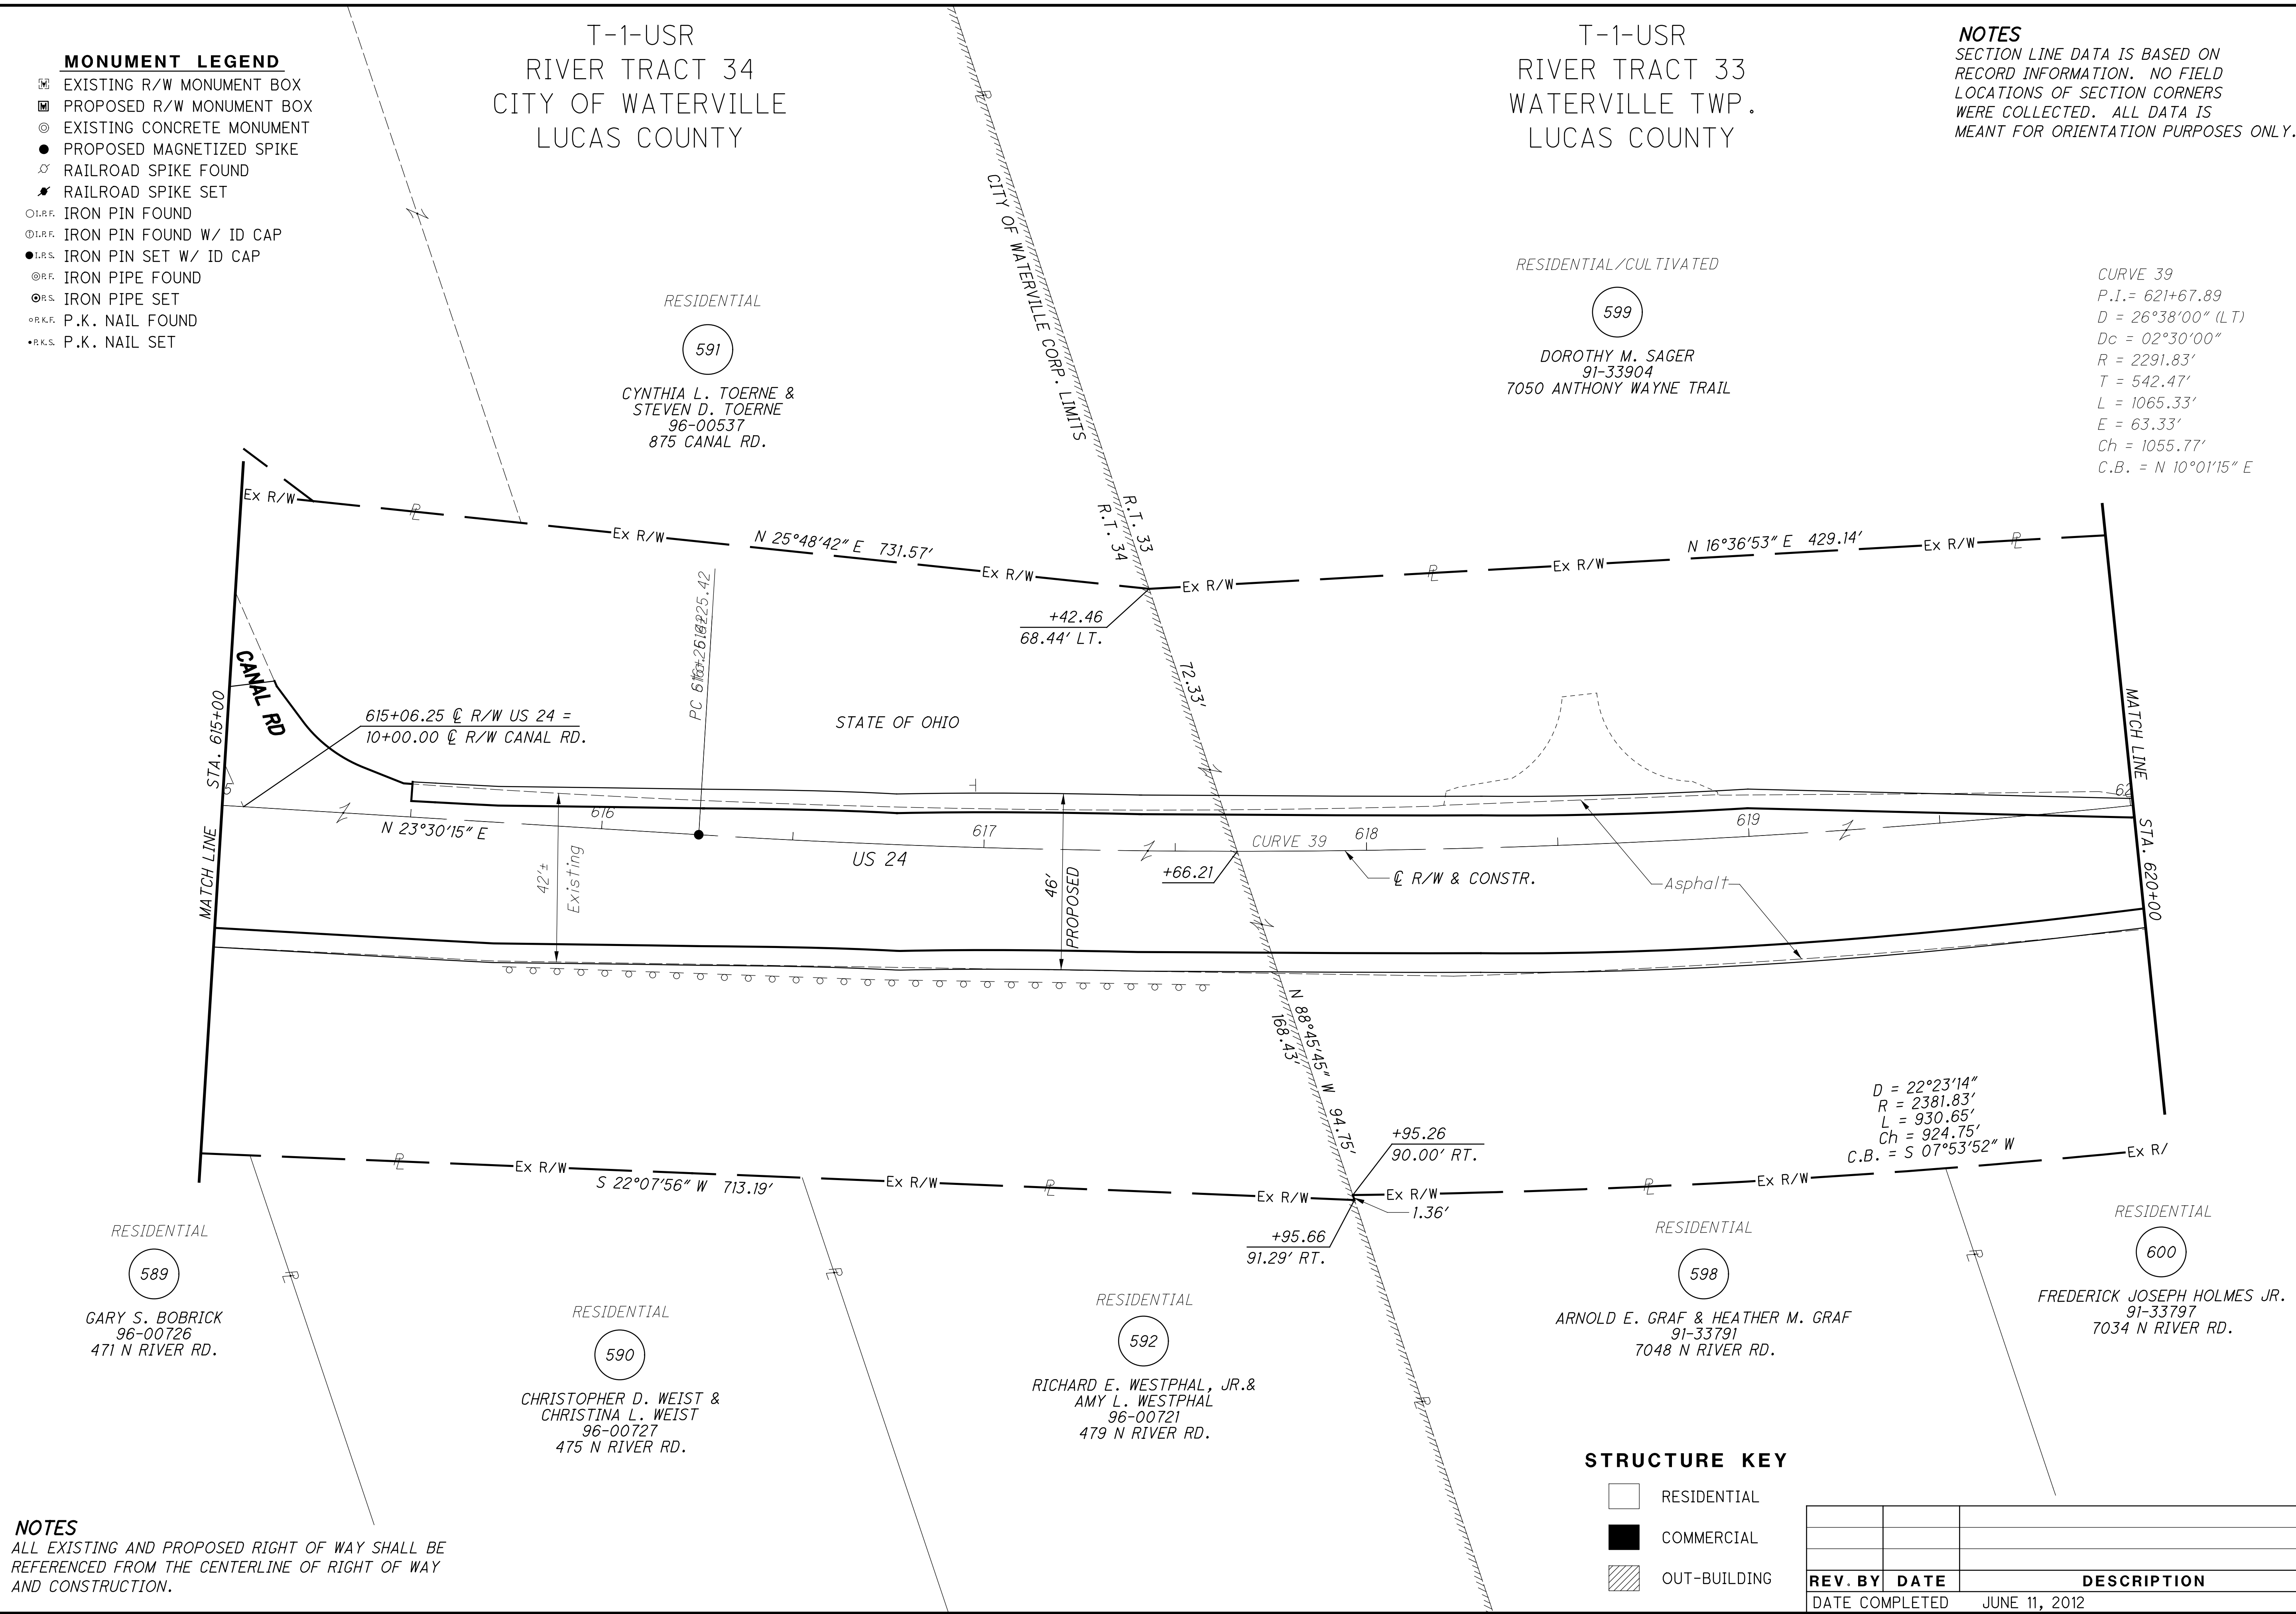 T-1-USR
RIVER TRACT 34
CITY OF WATERVILLE
LUCAS COUNTY
T-1-USR
RIVER TRACT 33
WATERVILLE TWP.
LUCAS COUNTY
NOTES
SECTION LINE DATA IS BASED ON
RECORD INFORMATION. NO FIELD
LOCATIONS OF SECTION CORNERS
WERE COLLECTED. ALL DATA IS
MEANT FOR ORIENTATION PURPOSES ONLY.
MONUMENT LEGEND
EXISTING R/W MONUMENT BOX
PROPOSED R/W MONUMENT BOX
EXISTING CONCRETE MONUMENT
PROPOSED MAGNETIZED SPIKE
RAILROAD SPIKE FOUND
RAILROAD SPIKE SET
I.P.F. IRON PIN FOUND
I.P.F. IRON PIN FOUND W/ ID CAP
I.P.S. IRON PIN SET W/ ID CAP
P.F. IRON PIPE FOUND
P.S. IRON PIPE SET
P.K.F. P.K. NAIL FOUND
P.K.S. P.K. NAIL SET
CITY OF WATERVILLE CORP. LIMITS
RESIDENTIAL
591
CYNTHIA L. TOERNE &
STEVEN D. TOERNE
96-00537
875 CANAL RD.
RESIDENTIAL/CULTIVATED
599
DOROTHY M. SAGER
91-33904
7050 ANTHONY WAYNE TRAIL
CURVE 39
P.I.= 621+67.89
D = 26°38'00" (LT)
Dc = 02°30'00"
R = 2291.83'
T = 542.47'
L = 1065.33'
E = 63.33'
Ch = 1055.77'
C.B. = N 10°01'15" E
Ex R/W
Ex R/W
N 25°48'42" E 731.57'
Ex R/W
R.T. 33
R.T. 34
Ex R/W
Ex R/W
N 16°36'53" E 429.14'
Ex R/W
+42.46
68.44' LT.
72.33'
CANAL RD
615+06.25 ℄ R/W US 24 =
10+00.00 ℄ R/W CANAL RD.
STATE OF OHIO
MATCH LINE STA. 615+00
MATCH LINE STA. 620+00
N 23°30'15" E
616
617
618
619
US 24
CURVE 39
+66.21
℄ R/W & CONSTR.
Asphalt
42'±
Existing
46'
PROPOSED
N 88°45'45" W 94.75'
168.43'
D = 22°23'14"
R = 2381.83'
L = 930.65'
Ch = 924.75'
C.B. = S 07°53'52" W
+95.26
90.00' RT.
Ex R/W
S 22°07'56" W 713.19'
Ex R/W
Ex R/W
Ex R/W
Ex R/W
Ex R/
1.36'
+95.66
91.29' RT.
RESIDENTIAL
589
GARY S. BOBRICK
96-00726
471 N RIVER RD.
RESIDENTIAL
590
CHRISTOPHER D. WEIST &
CHRISTINA L. WEIST
96-00727
475 N RIVER RD.
RESIDENTIAL
592
RICHARD E. WESTPHAL, JR.&
AMY L. WESTPHAL
96-00721
479 N RIVER RD.
RESIDENTIAL
598
ARNOLD E. GRAF & HEATHER M. GRAF
91-33791
7048 N RIVER RD.
RESIDENTIAL
600
FREDERICK JOSEPH HOLMES JR.
91-33797
7034 N RIVER RD.
STRUCTURE KEY
RESIDENTIAL
COMMERCIAL
OUT-BUILDING
NOTES
ALL EXISTING AND PROPOSED RIGHT OF WAY SHALL BE
REFERENCED FROM THE CENTERLINE OF RIGHT OF WAY
AND CONSTRUCTION.
REV. BY DATE DESCRIPTION
DATE COMPLETED JUNE 11, 2012